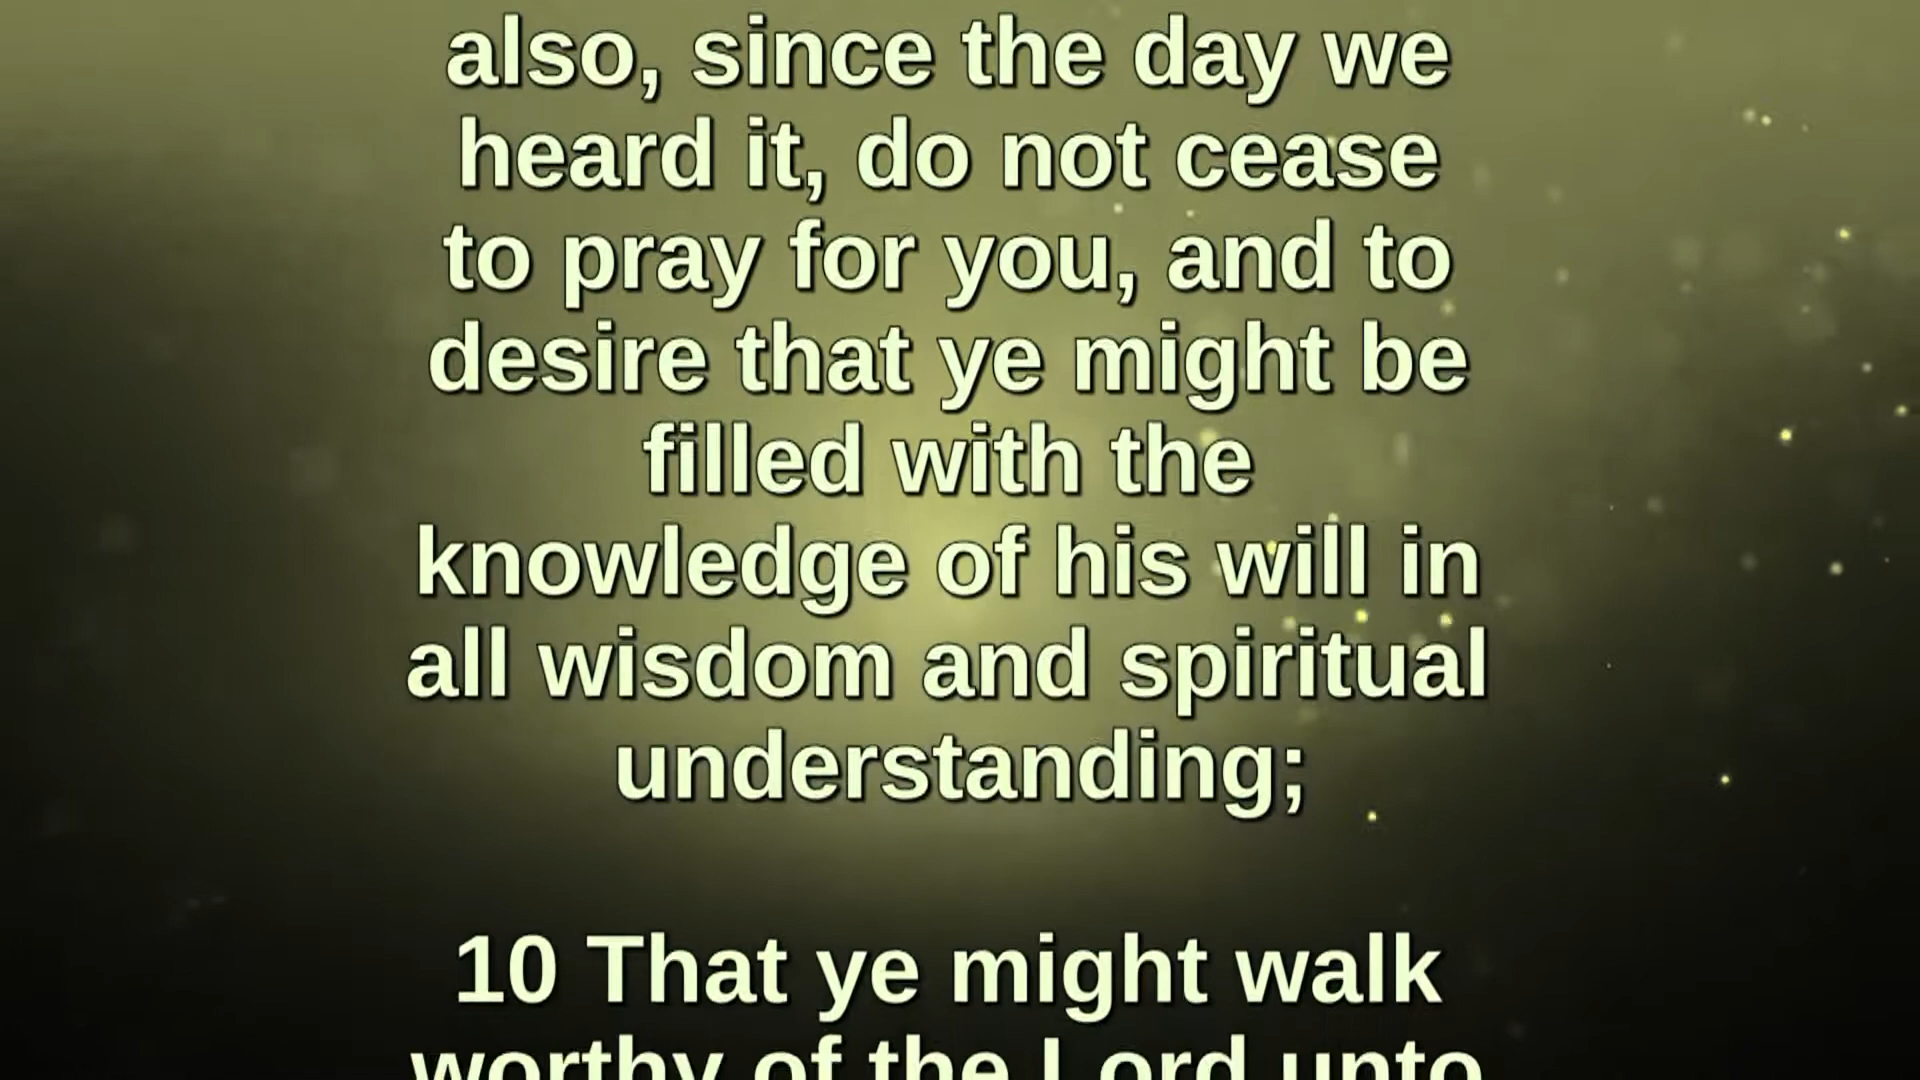 also, since the day we
heard it, do not cease
to pray for you, and to
desire that ye might be
filled with the
knowledge of his will in
all wisdom and spiritual
understanding;
10 That ye might walk
worthy of the Lord unto